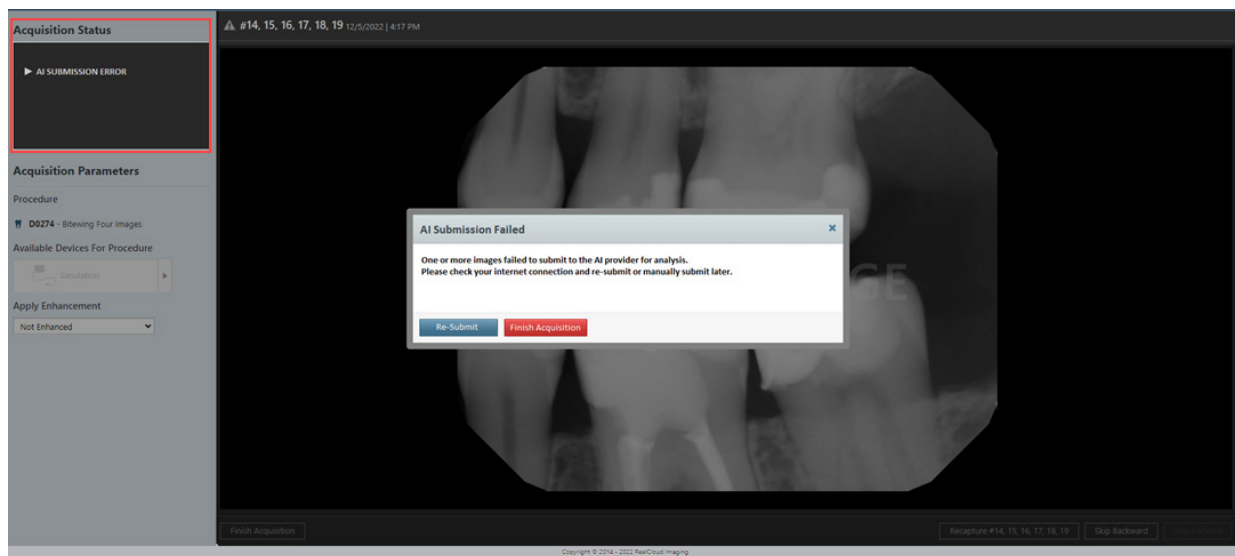 Acquisition Status
AI SUBMISSION ERROR
Acquisition Parameters
Procedure
D0274 - Bitewing Four Images
Available Devices For Procedure
Simulation
Apply Enhancement
Not Enhanced
#14, 15, 16, 17, 18, 19 12/5/2022 | 4:17 PM
AI Submission Failed
One or more images failed to submit to the AI provider for analysis.
Please check your internet connection and re-submit or manually submit later.
Re-Submit Finish Acquisition
Finish Acquisition Recapture #14, 15, 16, 17, 18, 19 Skip Backward Skip Forward
Copyright © 2014 - 2022 RealCloud Imaging